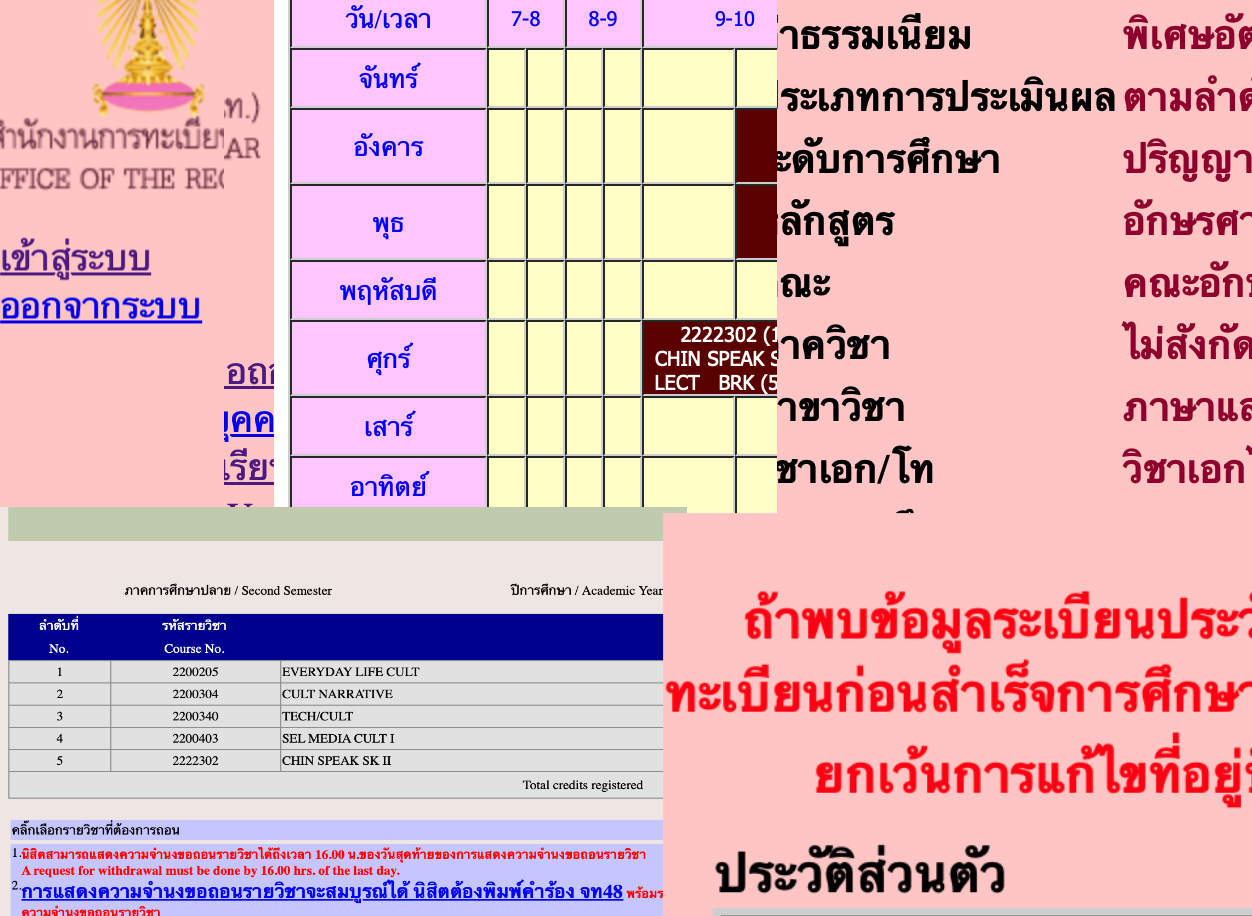 ท.)
สำนักงานการทะเบีย
AR
FFICE OF THE RE
เข้าสู่ระบบ
ออกจากระบบ
วัน/เวลา 7-8 8-9 9-10
จันทร์
อังคาร
พุธ
พฤหัสบดี
ศุกร์
2222302 (1
CHIN SPEAK S
LECT BRK (5
เสาร์
อาทิตย์
าธรรมเนียม พิเศษอัต
ระเภทการประเมินผล ตามลำดั
ะดับการศึกษา ปริญญา
ลักสูตร อักษรศา
ณะ คณะอัก
าควิชา ไม่สังกัด
าขาวิชา ภาษาแล
ชาเอก/โท วิชาเอก
ภาคการศึกษาปลาย / Second Semester ปีการศึกษา / Academic Year
ลำดับที่ รหัสรายวิชา
No. Course No.
1 2200205 EVERYDAY LIFE CULT
2 2200304 CULT NARRATIVE
3 2200340 TECH/CULT
4 2200403 SEL MEDIA CULT I
5 2222302 CHIN SPEAK SK II
Total credits registered
คลิ๊กเลือกรายวิชาที่ต้องการถอน
1.นิสิตสามารถแสดงความจำนงขอถอนรายวิชาได้ถึงเวลา 16.00 น.ของวันสุดท้ายของการแสดงความจำนงขอถอนรายวิชา
A request for withdrawal must be done by 16.00 hrs. of the last day.
2.การแสดงความจำนงขอถอนรายวิชาจะสมบูรณ์ได้ นิสิตต้องพิมพ์คำร้อง จท48 พร้อมร
ความจำนงขอถอนรายวิชา
ถ้าพบข้อมูลระเบียนประวั
ทะเบียนก่อนสำเร็จการศึกษา
ยกเว้นการแก้ไขที่อยู่ปั
ประวัติส่วนตัว